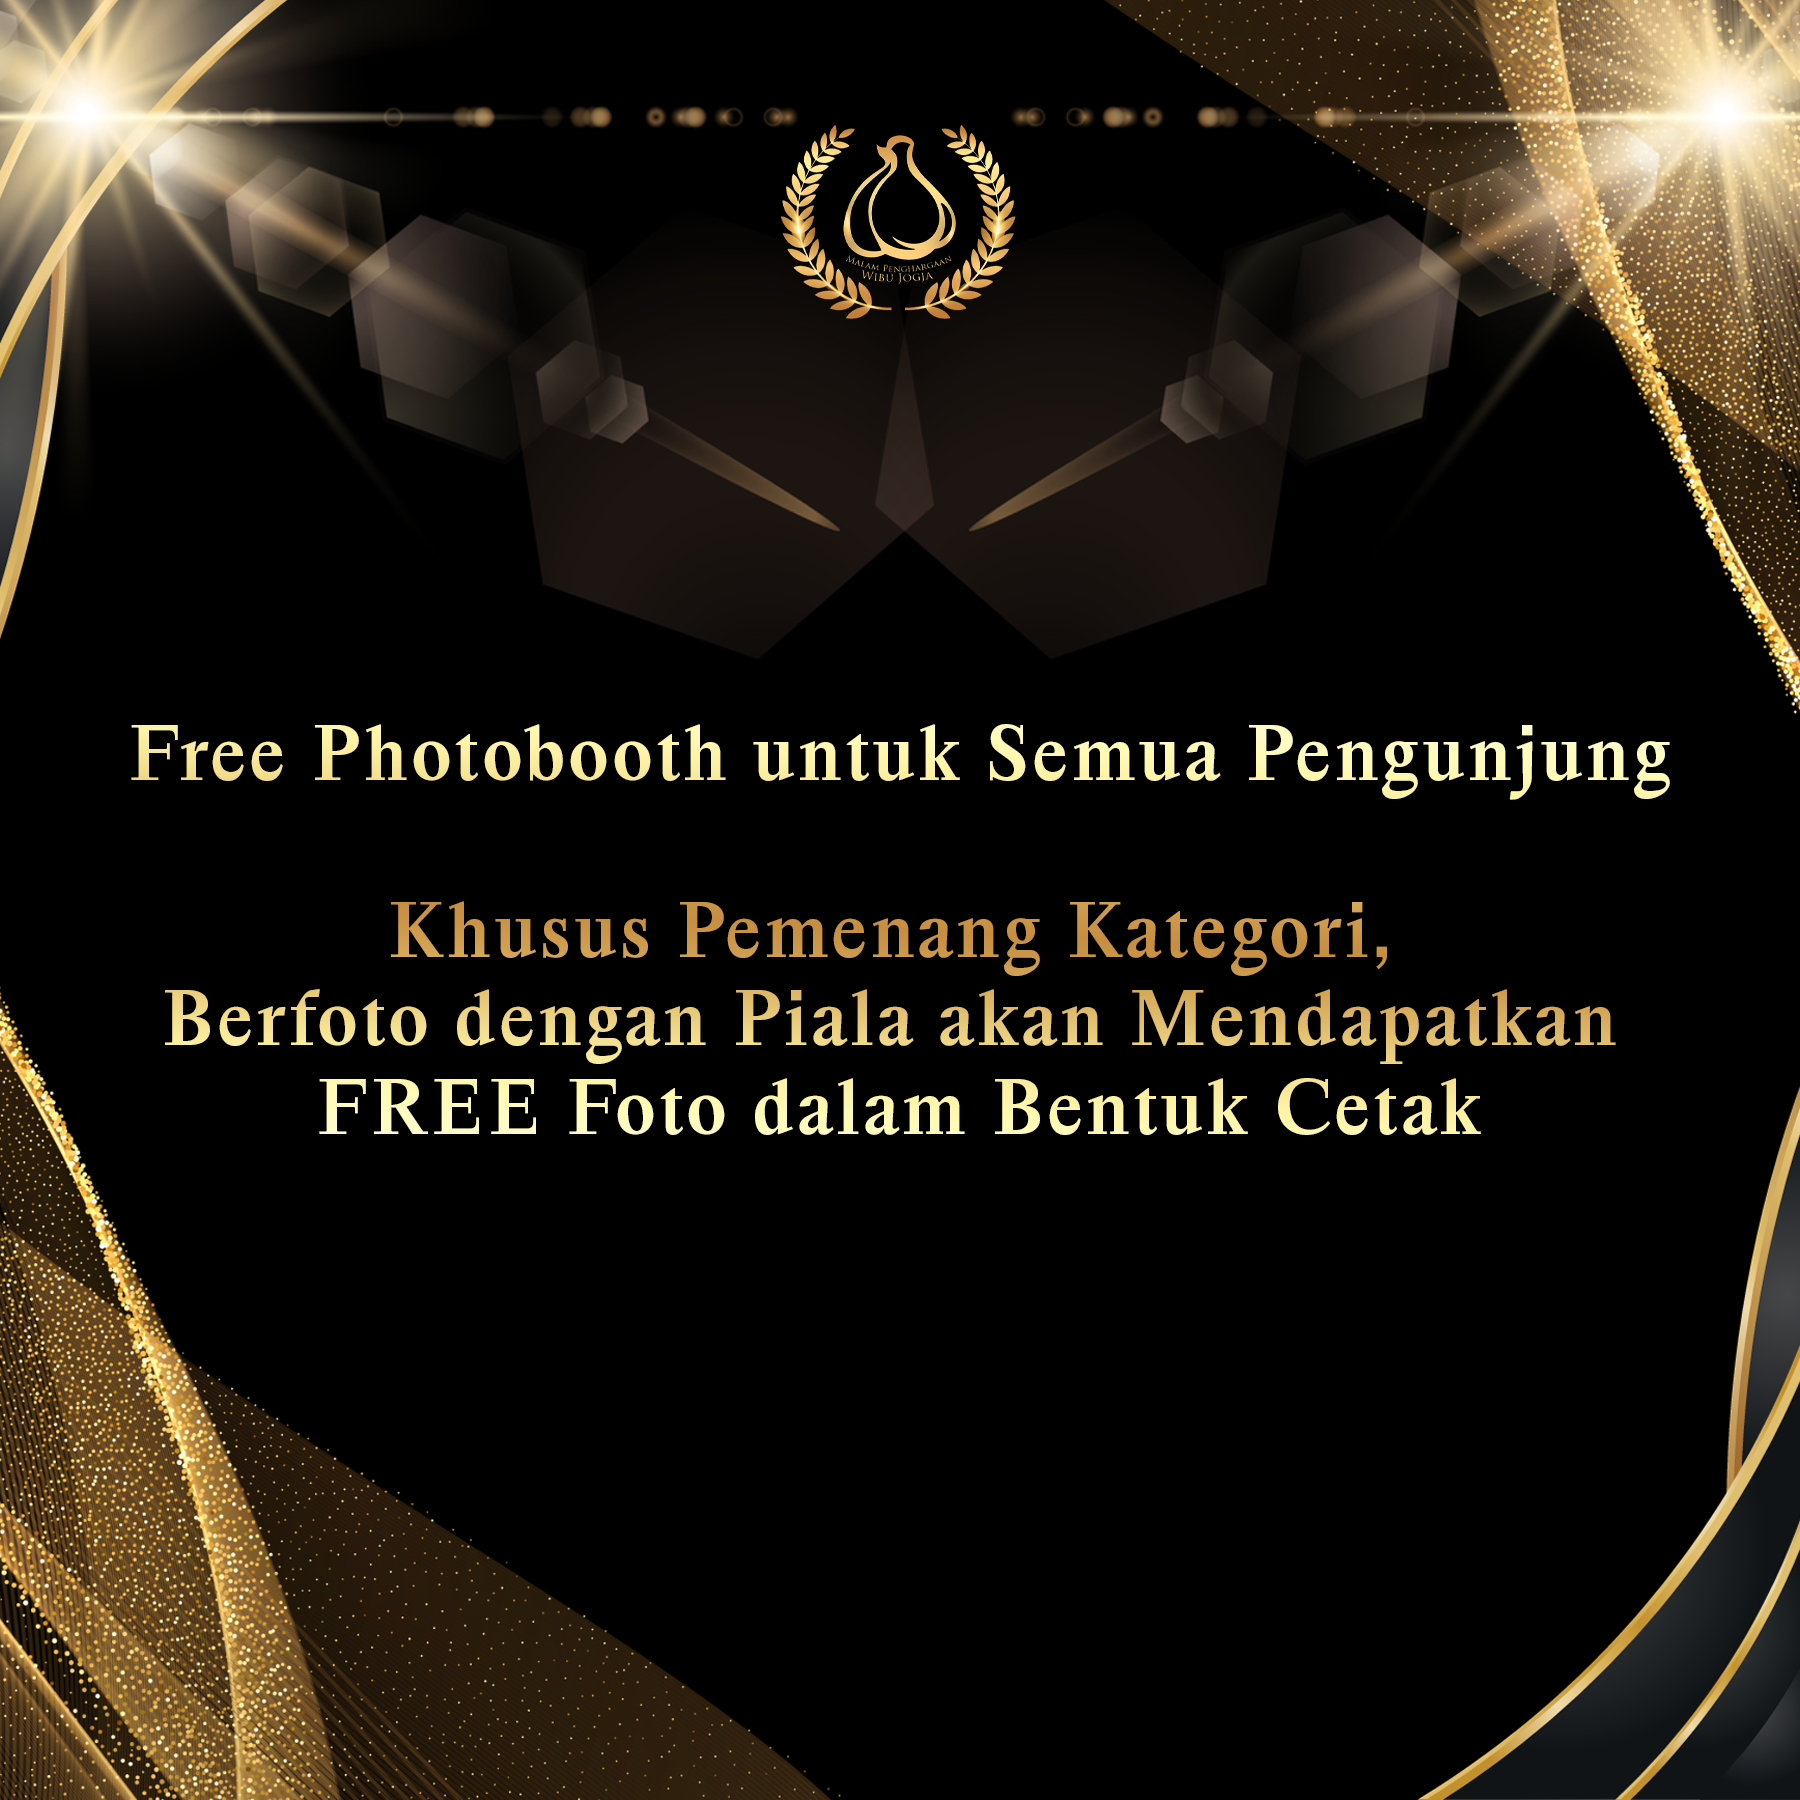 Malam Penghargaan
Wibu Jogja
Free Photobooth untuk Semua Pengunjung
Khusus Pemenang Kategori,
Berfoto dengan Piala akan Mendapatkan
FREE Foto dalam Bentuk Cetak